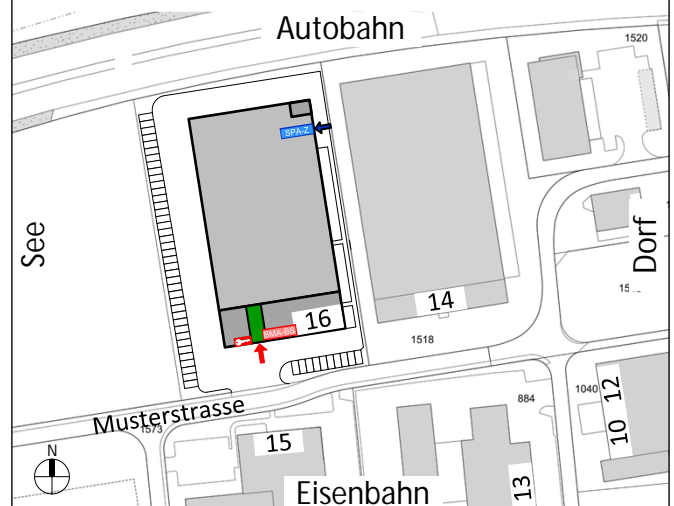 Autobahn
1520
SPA-Z
See
Dorf
14
16
BMA-BS
1518
Musterstrasse
1573
884
1040
12
10
N
15
13
Eisenbahn